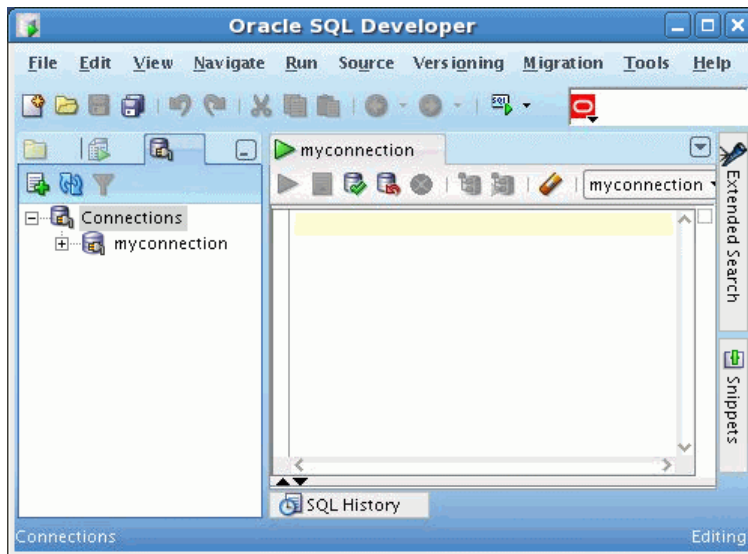 Oracle SQL Developer
File Edit View Navigate Run Source Versioning Migration Tools Help
myconnection
myconnection
Connections
myconnection
Extended Search
Snippets
SQL History
Connections
Editing